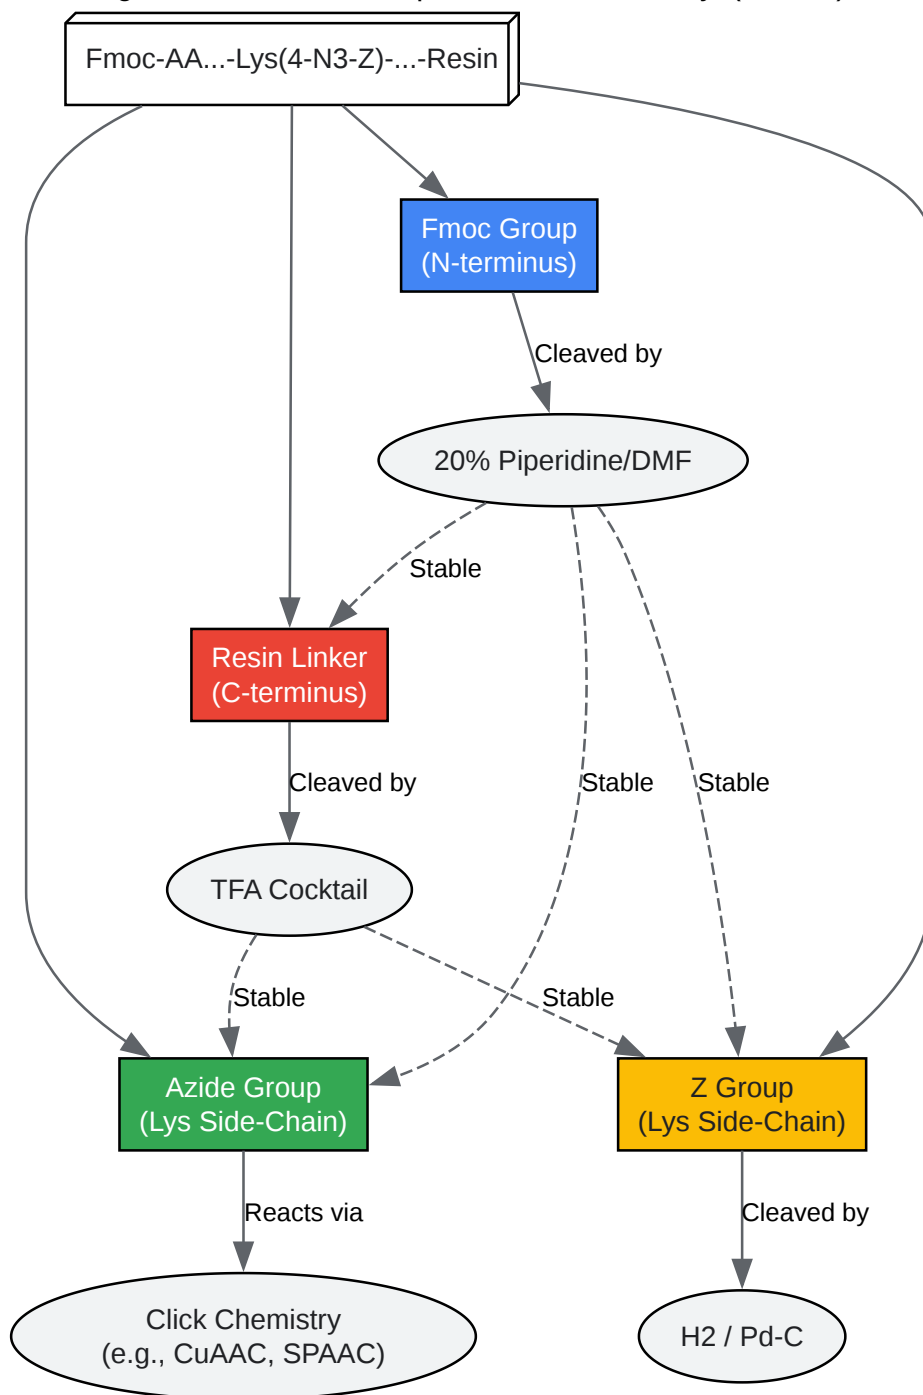 Fmoc-AA...-Lys(4-N3-Z)-...-Resin
Fmoc Group
(N-terminus)
Cleaved by
20% Piperidine/DMF
Stable
Resin Linker
(C-terminus)
Cleaved by
Stable
Stable
TFA Cocktail
Stable
Stable
Azide Group
(Lys Side-Chain)
Z Group
(Lys Side-Chain)
Reacts via
Cleaved by
Click Chemistry
(e.g., CuAAC, SPAAC)
H2 / Pd-C